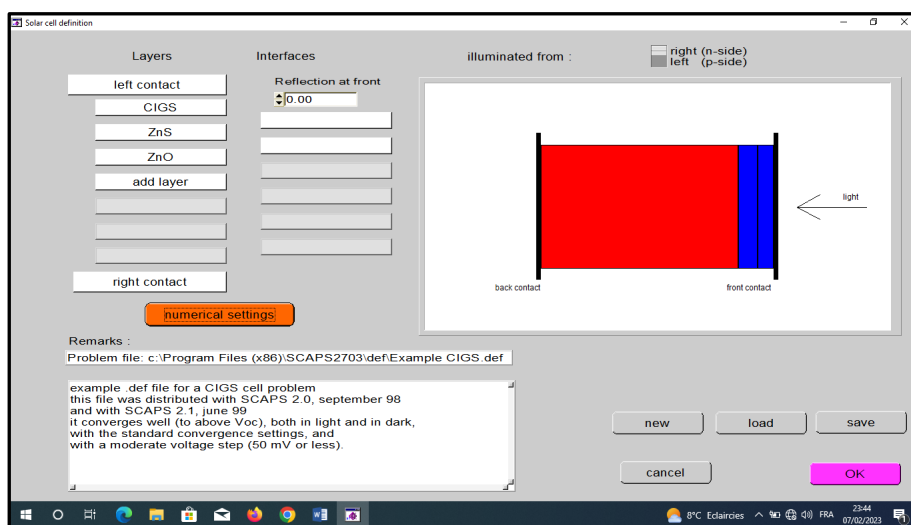 Solar cell definition
Layers
Interfaces
illuminated from :
right (n-side)
left (p-side)
left contact
Reflection at front
0.00
CIGS
ZnS
ZnO
add layer
right contact
light
back contact
front contact
numerical settings
Remarks :
Problem file: c:\Program Files (x86)\SCAPS2703\def\Example CIGS.def
example .def file for a CIGS cell problem
this file was distributed with SCAPS 2.0, september 98
and with SCAPS 2.1, june 99
it converges well (to above Voc), both in light and in dark,
with the standard convergence settings, and
with a moderate voltage step (50 mV or less).
new
load
save
cancel
OK
8°C Eclaircies
FRA
23:44
07/02/2023